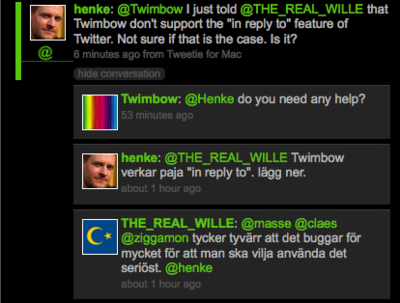 henke: @Twimbow I just told @THE_REAL_WILLE that
Twimbow don't support the "in reply to" feature of
Twitter. Not sure if that is the case. Is it?
@
6 minutes ago from Tweetie for Mac
hide conversation
Twimbow: @Henke do you need any help?
53 minutes ago
henke: @THE_REAL_WILLE Twimbow
verkar paja "in reply to". lägg ner.
about 1 hour ago
THE_REAL_WILLE: @masse @claes
@ziggamon tycker tyvärr att det buggar för
mycket för att man ska vilja använda det
seriöst. @henke
about 1 hour ago